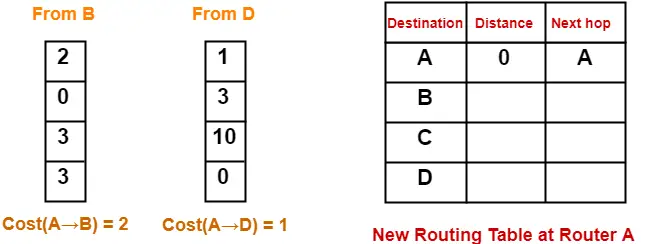 From B
From D
2
0
3
3
1
3
10
0
Cost(A→B) = 2
Cost(A→D) = 1
Destination Distance Next hop
A 0 A
B
C
D
New Routing Table at Router A